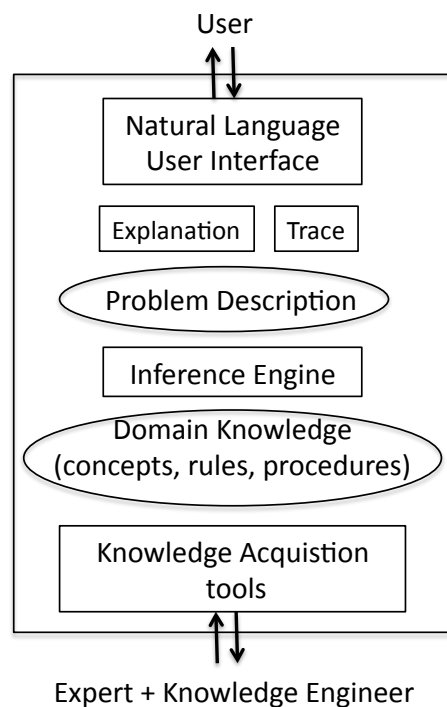 User
Natural Language
User Interface
Explanation
Trace
Problem Description
Inference Engine
Domain Knowledge
(concepts, rules, procedures)
Knowledge Acquistion
tools
Expert + Knowledge Engineer